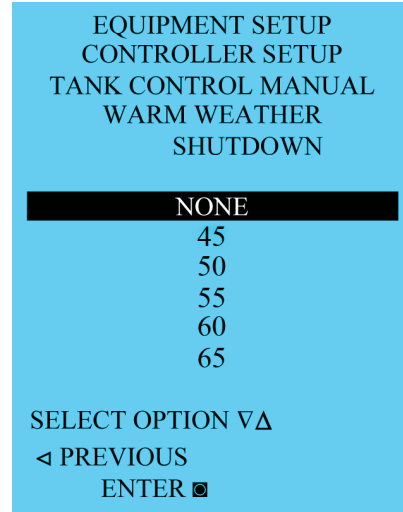 EQUIPMENT SETUP
CONTROLLER SETUP
TANK CONTROL MANUAL
WARM WEATHER
SHUTDOWN
NONE
45
50
55
60
65
SELECT OPTION ∇Δ
⊲ PREVIOUS
ENTER ◙